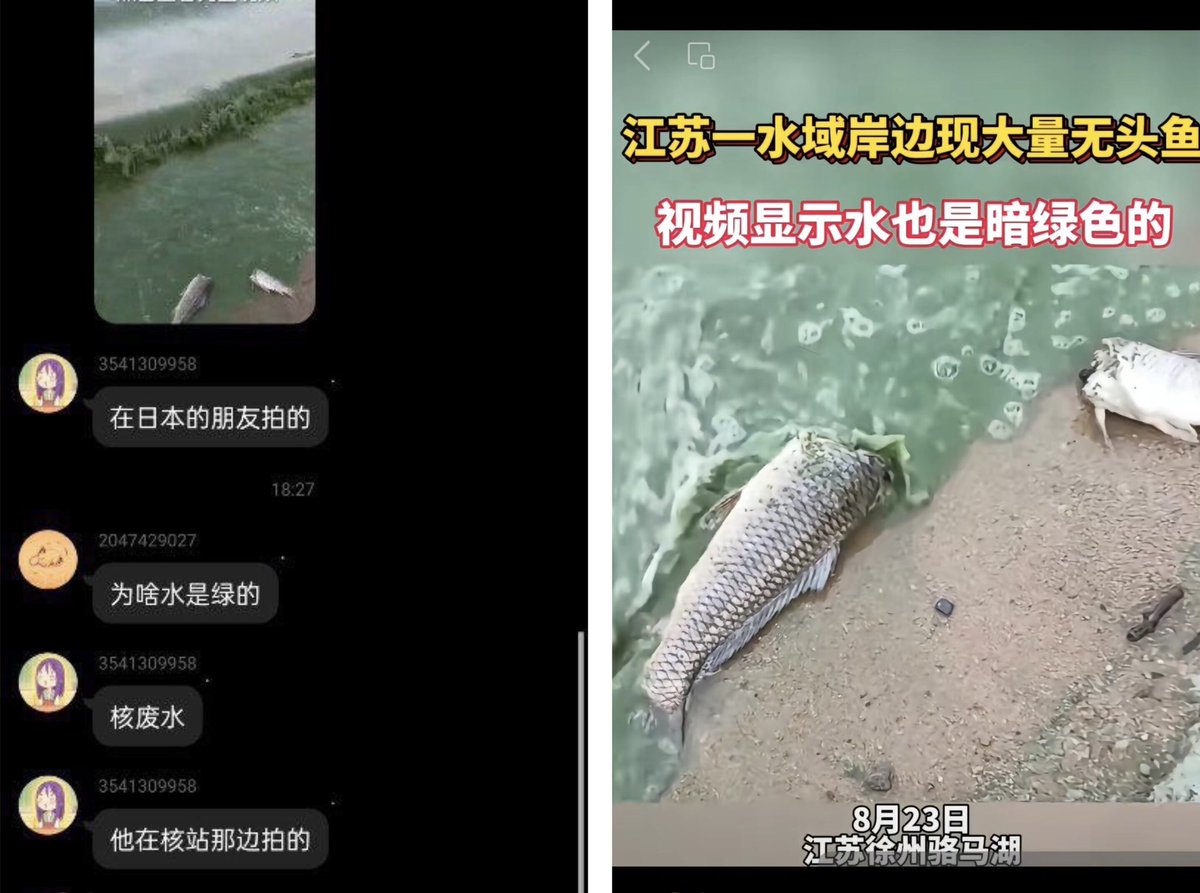 3541309958
在日本的朋友拍的
18:27
2047429027
为啥水是绿的
3541309958
核废水
3541309958
他在核站那边拍的
江苏一水域岸边现大量无头鱼
视频显示水也是暗绿色的
8月23日
江苏徐州骆马湖